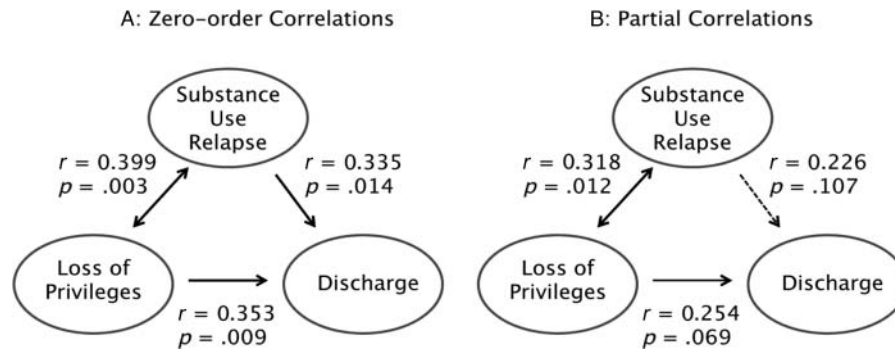 A: Zero-order Correlations
Substance
Use
Relapse
r = 0.399
p = .003
r = 0.335
p = .014
Loss of
Privileges
Discharge
r = 0.353
p = .009
B: Partial Correlations
Substance
Use
Relapse
r = 0.318
p = .012
r = 0.226
p = .107
Loss of
Privileges
Discharge
r = 0.254
p = .069